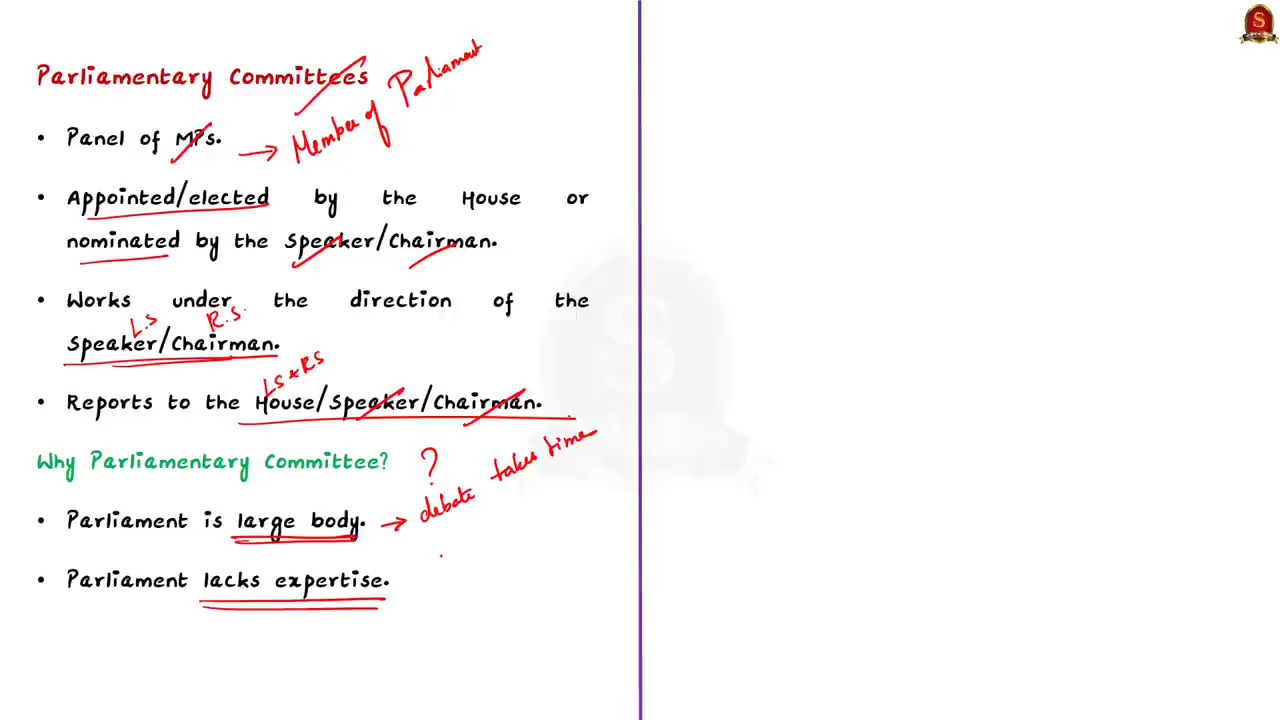 Parliamentary Committees
• Panel of MPs.
→ Member of Parliament
• Appointed/elected by the House or
nominated by the Speaker/Chairman.
• Works under the direction of the
L.S R.S.
Speaker/Chairman.
LS & RS
• Reports to the House/Speaker/Chairman.
Why Parliamentary Committee? ?
• Parliament is large body. → debate takes time
• Parliament lacks expertise.
S
S